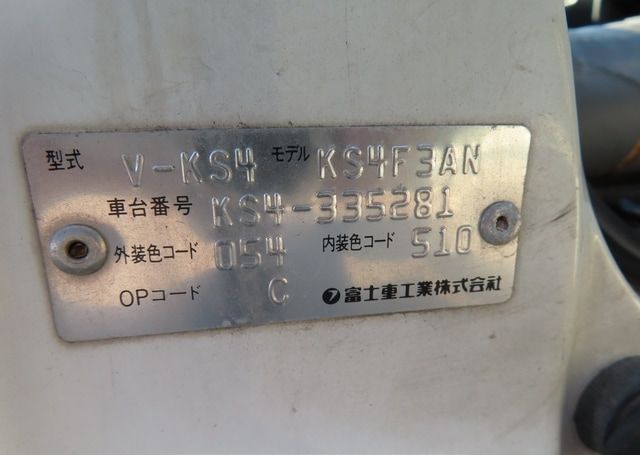 型式 V-KS4 モデル KS4F3AN
車台番号 KS4-335281
外装色コード 054 内装色コード 510
OPコード C 富士重工業株式会社